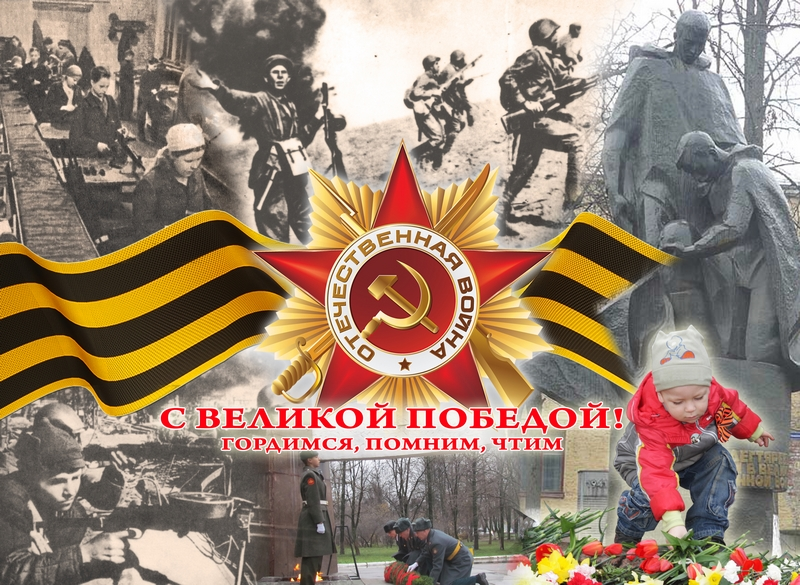 ОТЕЧЕСТВЕННАЯ ВОЙНА
С ВЕЛИКОЙ ПОБЕДОЙ!
ГОРДИМСЯ, ПОМНИМ, ЧТИМ